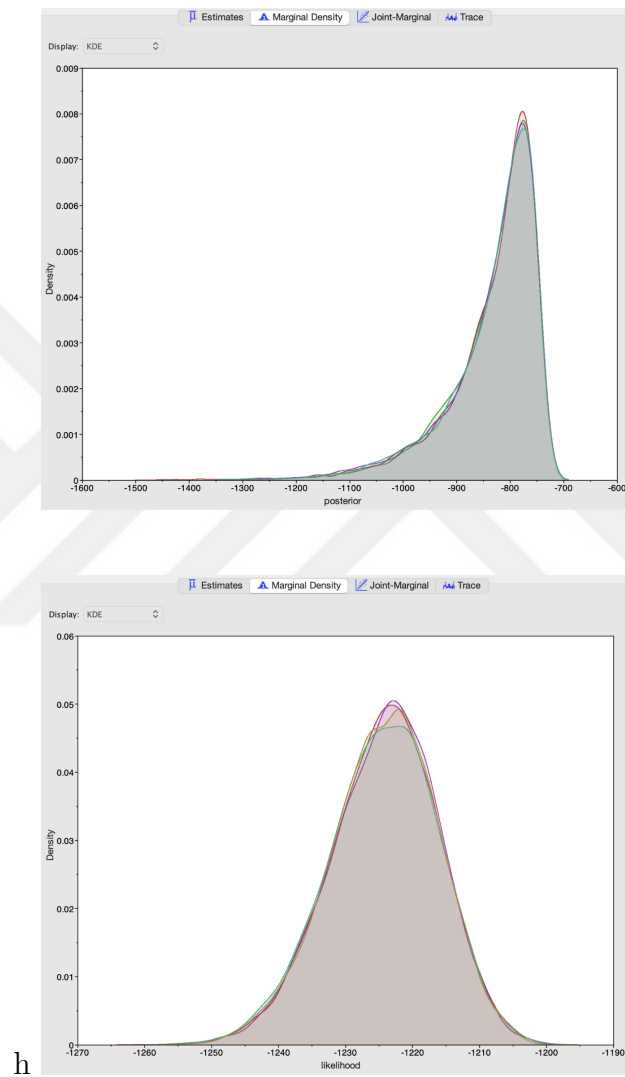 Estimates Marginal Density Joint-Marginal Trace
Display: KDE
0.009
0.008
0.007
0.006
0.005
0.004
0.003
0.002
0.001
0
Density
-1600 -1500 -1400 -1300 -1200 -1100 -1000 -900 -800 -700 -600
posterior
Estimates Marginal Density Joint-Marginal Trace
Display: KDE
0.06
0.05
0.04
0.03
0.02
0.01
0
Density
-1270 -1260 -1250 -1240 -1230 -1220 -1210 -1200 -1190
likelihood
h